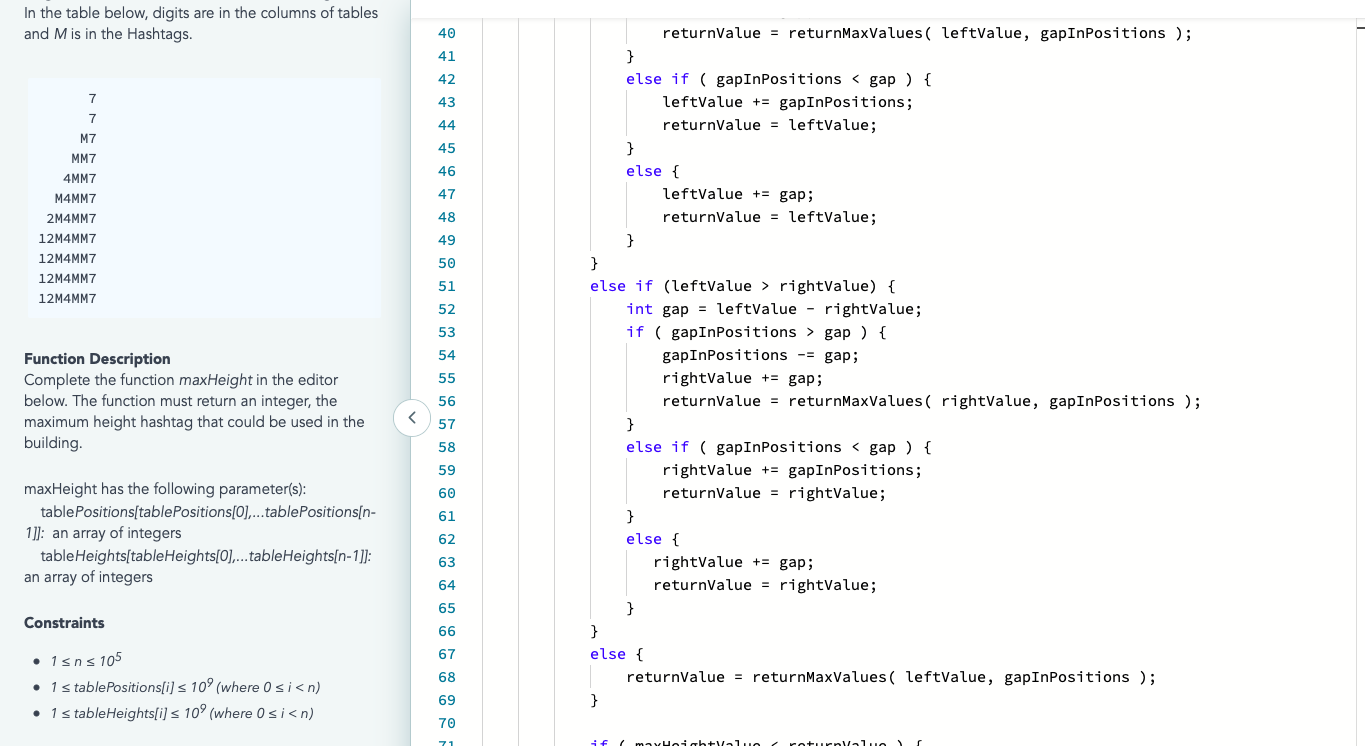 In the table below, digits are in the columns of tables
and M is in the Hashtags.
7
7
M7
MM7
4MM7
M4MM7
2M4MM7
12M4MM7
12M4MM7
12M4MM7
12M4MM7
Function Description
Complete the function maxHeight in the editor
below. The function must return an integer, the
maximum height hashtag that could be used in the
building.
maxHeight has the following parameter(s):
tablePositions[tablePositions[0],...tablePositions[n-
1]]: an array of integers
tableHeights[tableHeights[0],...tableHeights[n-1]]:
an array of integers
Constraints
• 1 ≤ n ≤ 10^5
• 1 ≤ tablePositions[i] ≤ 10^9 (where 0 ≤ i < n)
• 1 ≤ tableHeights[i] ≤ 10^9 (where 0 ≤ i < n)
40 returnValue = returnMaxValues( leftValue, gapInPositions );
41 }
42 else if ( gapInPositions < gap ) {
43 leftValue += gapInPositions;
44 returnValue = leftValue;
45 }
46 else {
47 leftValue += gap;
48 returnValue = leftValue;
49 }
50 }
51 else if (leftValue > rightValue) {
52 int gap = leftValue - rightValue;
53 if ( gapInPositions > gap ) {
54 gapInPositions -= gap;
55 rightValue += gap;
56 returnValue = returnMaxValues( rightValue, gapInPositions );
57 }
58 else if ( gapInPositions < gap ) {
59 rightValue += gapInPositions;
60 returnValue = rightValue;
61 }
62 else {
63 rightValue += gap;
64 returnValue = rightValue;
65 }
66 }
67 else {
68 returnValue = returnMaxValues( leftValue, gapInPositions );
69 }
70
71 if ( maxHeightValue < returnValue ) {